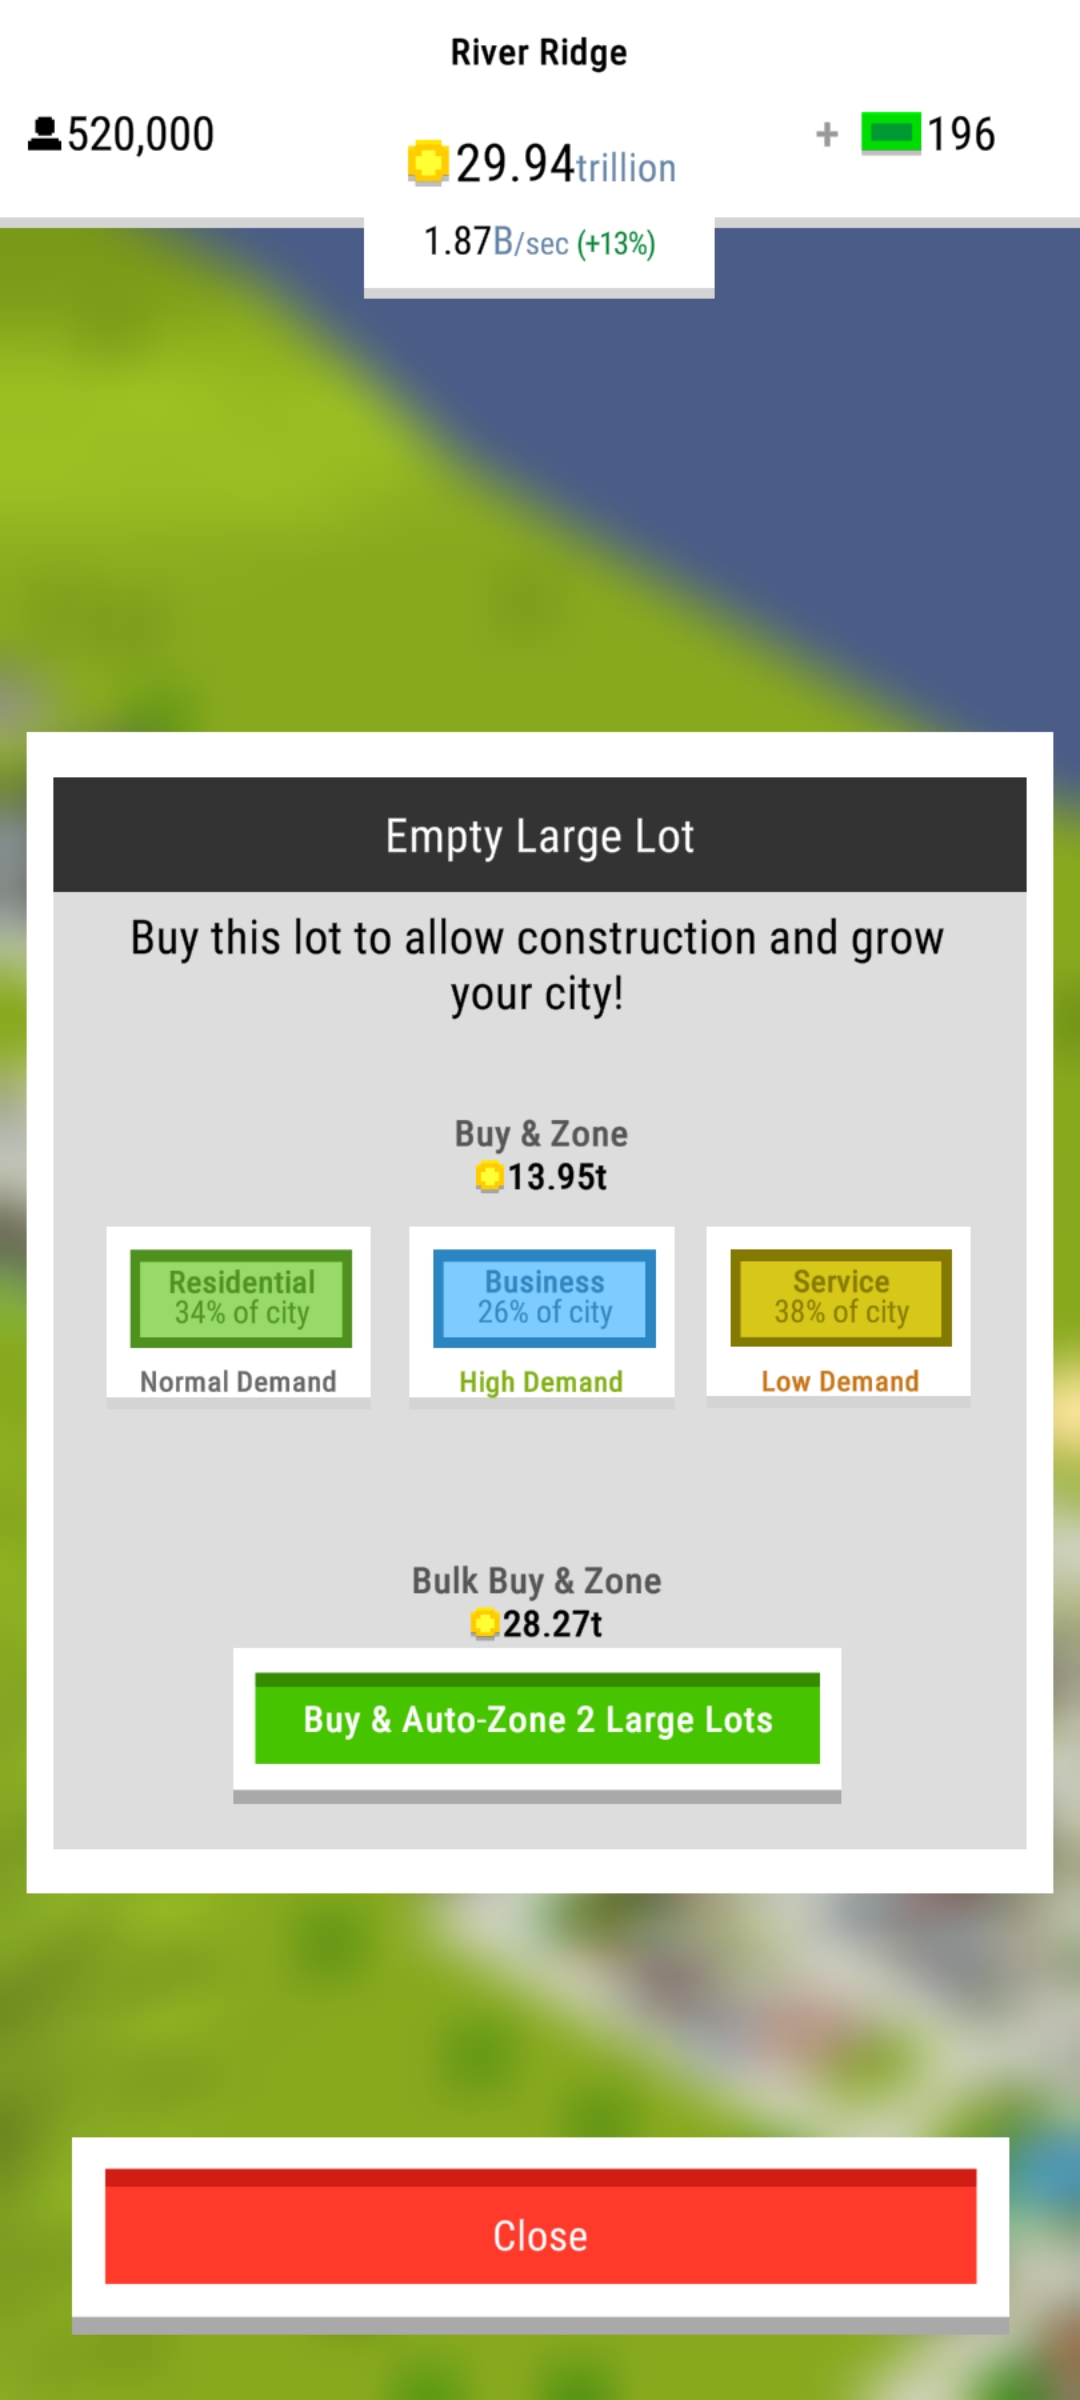 River Ridge
520,000
29.94trillion
+ 196
1.87B/sec (+13%)
Empty Large Lot
Buy this lot to allow construction and grow
your city!
Buy & Zone
13.95t
Residential
34% of city
Normal Demand
Business
26% of city
High Demand
Service
38% of city
Low Demand
Bulk Buy & Zone
28.27t
Buy & Auto-Zone 2 Large Lots
Close